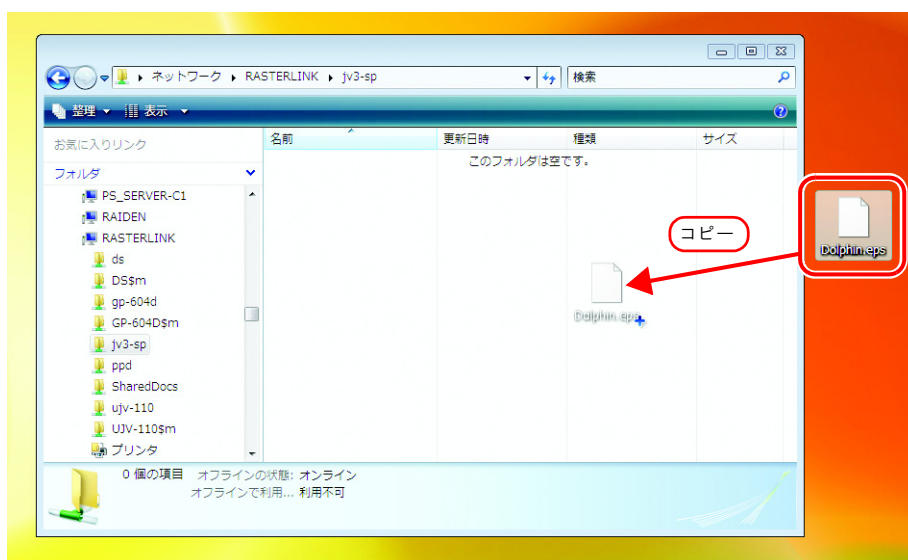 ネットワーク ▸ RASTERLINK ▸ jv3-sp
検索
整理 表示
お気に入りリンク
フォルダ
PS_SERVER-C1
RAIDEN
RASTERLINK
ds
DS$m
gp-604d
GP-604D$m
jv3-sp
ppd
SharedDocs
ujv-110
UJV-110$m
プリンタ
名前 更新日時 種類 サイズ
このフォルダは空です。
コピー
Dolphin.eps
Dolphin.eps
0 個の項目 オフラインの状態: オンライン
オフラインで利用... 利用不可